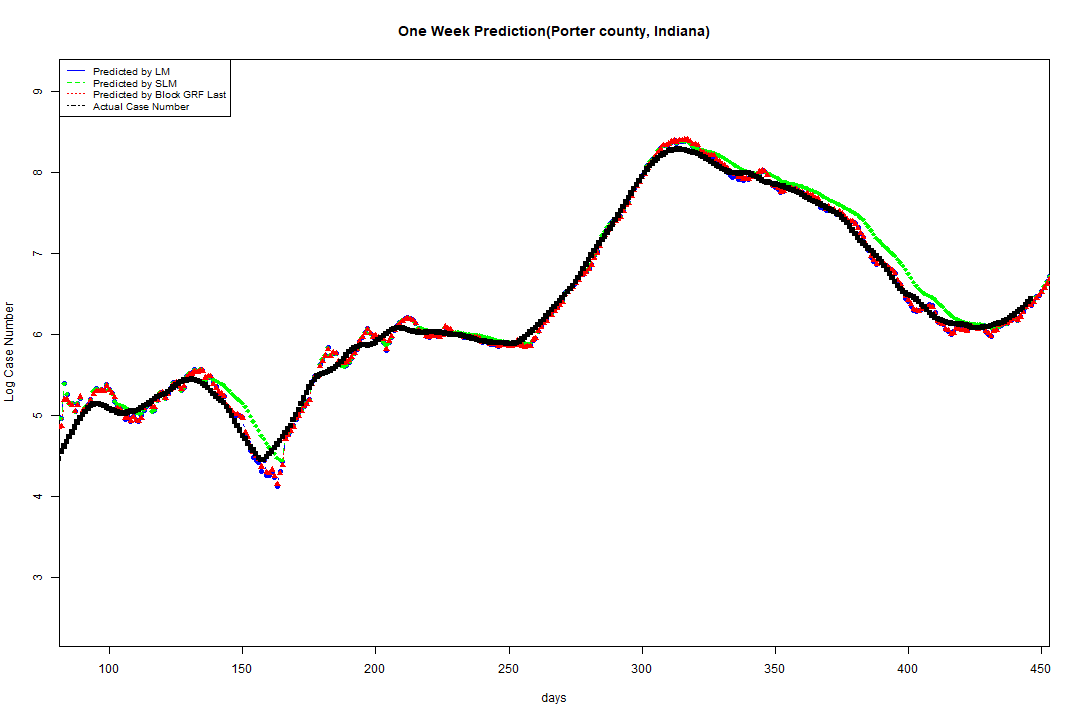 One Week Prediction(Porter county, Indiana)
Predicted by LM
Predicted by SLM
Predicted by Block GRF Last
Actual Case Number
9
8
7
6
5
4
3
Log Case Number
100 150 200 250 300 350 400 450
days